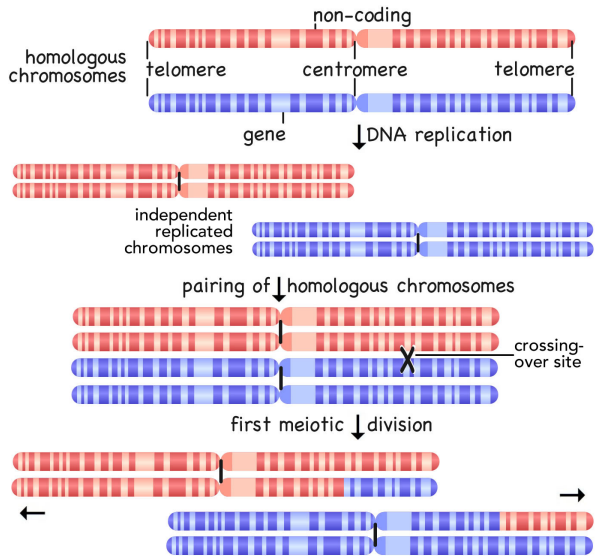 non-coding
homologous
chromosomes
telomere centromere telomere
gene
DNA replication
independent
replicated
chromosomes
pairing of homologous chromosomes
crossing-
over site
first meiotic division